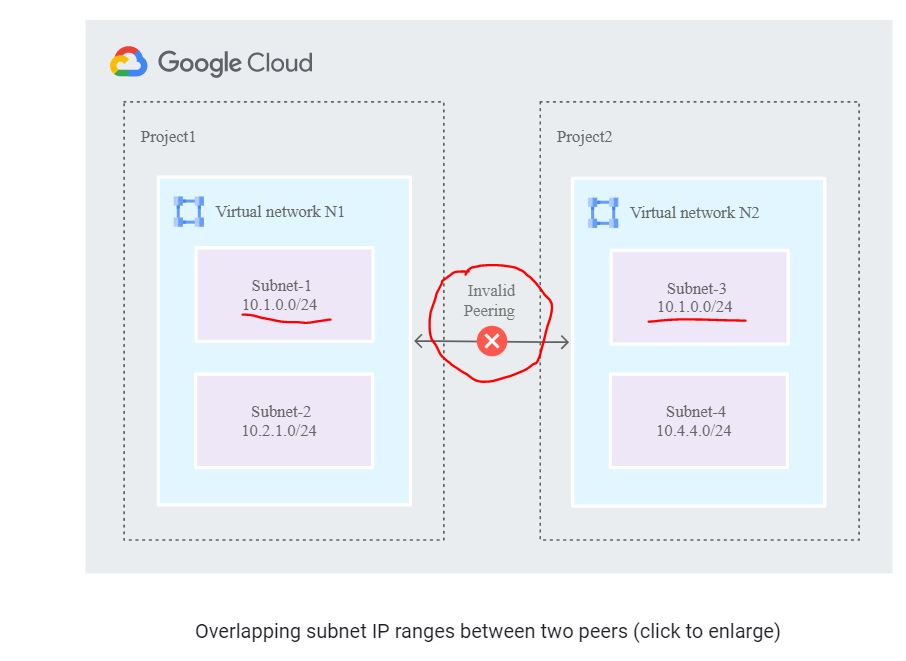 Google Cloud
Project1
Virtual network N1
Subnet-1
10.1.0.0/24
Subnet-2
10.2.1.0/24
Invalid
Peering
Project2
Virtual network N2
Subnet-3
10.1.0.0/24
Subnet-4
10.4.4.0/24
Overlapping subnet IP ranges between two peers (click to enlarge)